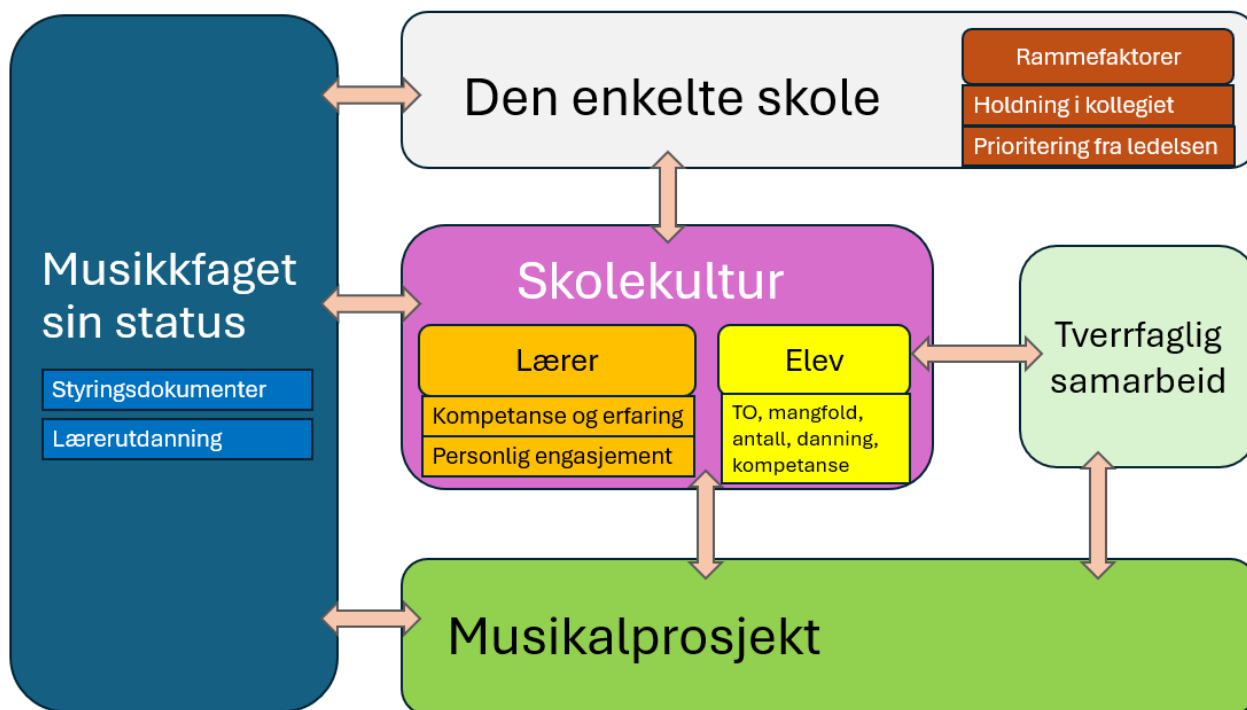 Musikkfaget
sin status
Styringsdokumenter
Lærerutdanning
Den enkelte skole
Rammefaktorer
Holdning i kollegiet
Prioritering fra ledelsen
Skolekultur
Lærer
Kompetanse og erfaring
Personlig engasjement
Elev
TO, mangfold,
antall, danning,
kompetanse
Tverrfaglig
samarbeid
Musikalprosjekt